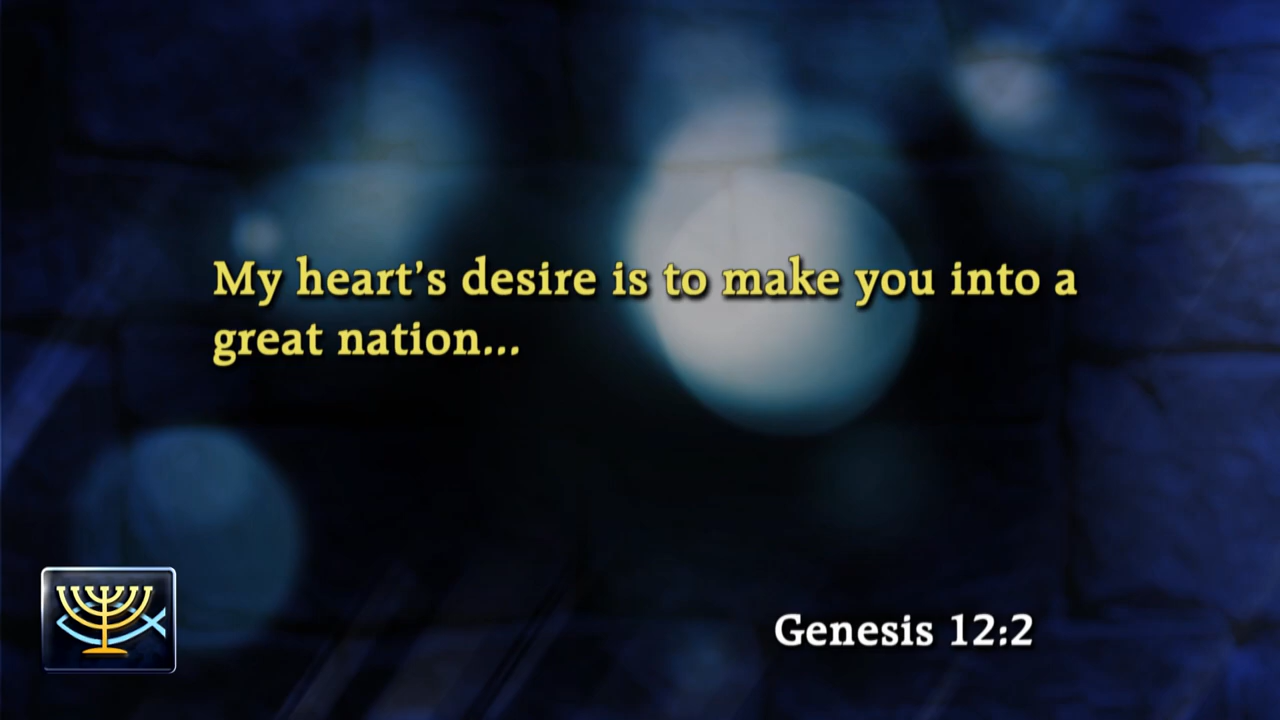 My heart’s desire is to make you into a
great nation...
Genesis 12:2